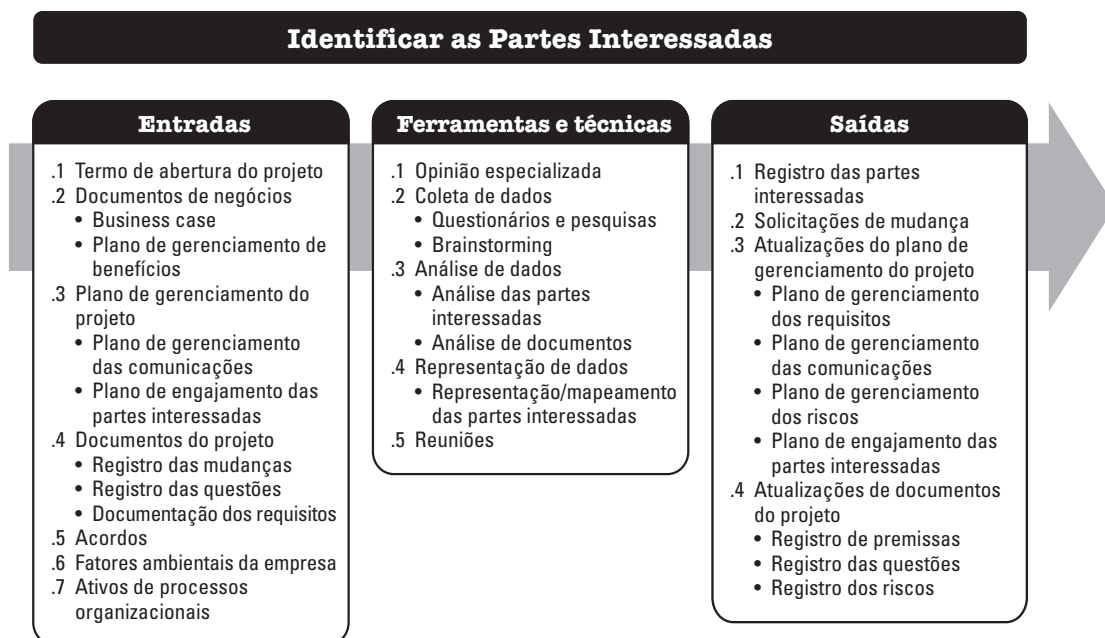 Identificar as Partes Interessadas
Entradas
.1 Termo de abertura do projeto
.2 Documentos de negócios
• Business case
• Plano de gerenciamento de
benefícios
.3 Plano de gerenciamento do
projeto
• Plano de gerenciamento
das comunicações
• Plano de engajamento das
partes interessadas
.4 Documentos do projeto
• Registro das mudanças
• Registro das questões
• Documentação dos requisitos
.5 Acordos
.6 Fatores ambientais da empresa
.7 Ativos de processos
organizacionais
Ferramentas e técnicas
.1 Opinião especializada
.2 Coleta de dados
• Questionários e pesquisas
• Brainstorming
.3 Análise de dados
• Análise das partes
interessadas
• Análise de documentos
.4 Representação de dados
• Representação/mapeamento
das partes interessadas
.5 Reuniões
Saídas
.1 Registro das partes
interessadas
.2 Solicitações de mudança
.3 Atualizações do plano de
gerenciamento do projeto
• Plano de gerenciamento
dos requisitos
• Plano de gerenciamento
das comunicações
• Plano de gerenciamento
dos riscos
• Plano de engajamento das
partes interessadas
.4 Atualizações de documentos
do projeto
• Registro de premissas
• Registro das questões
• Registro dos riscos